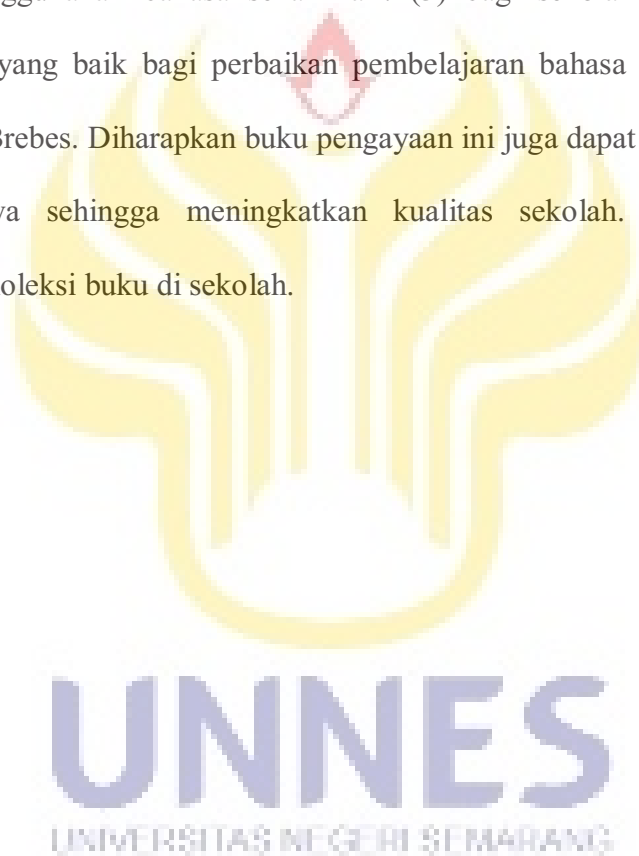 yang baik bagi perbaikan pembelajaran bahasa
Brebes. Diharapkan buku pengayaan ini juga dapat
sehingga meningkatkan kualitas sekolah.
oleksi buku di sekolah.
UNNES
UNIVERSITAS NEGERI SEMARANG